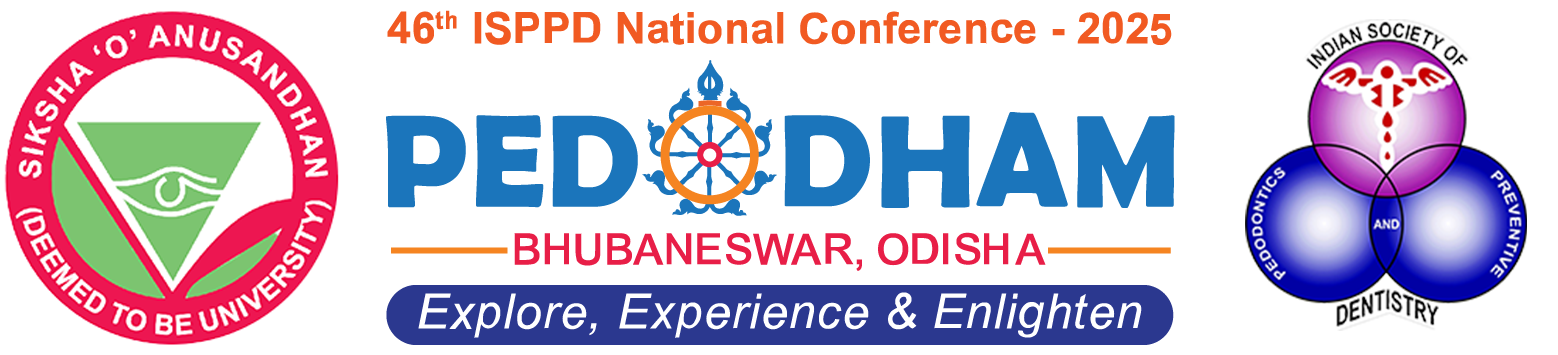 SIKSHA 'O' ANUSANDHAN
(DEEMED TO BE UNIVERSITY)
46th ISPPD National Conference - 2025
PEDODHAM
BHUBANESWAR, ODISHA
Explore, Experience & Enlighten
INDIAN SOCIETY OF
PEDODONTICS
AND
PREVENTIVE
DENTISTRY